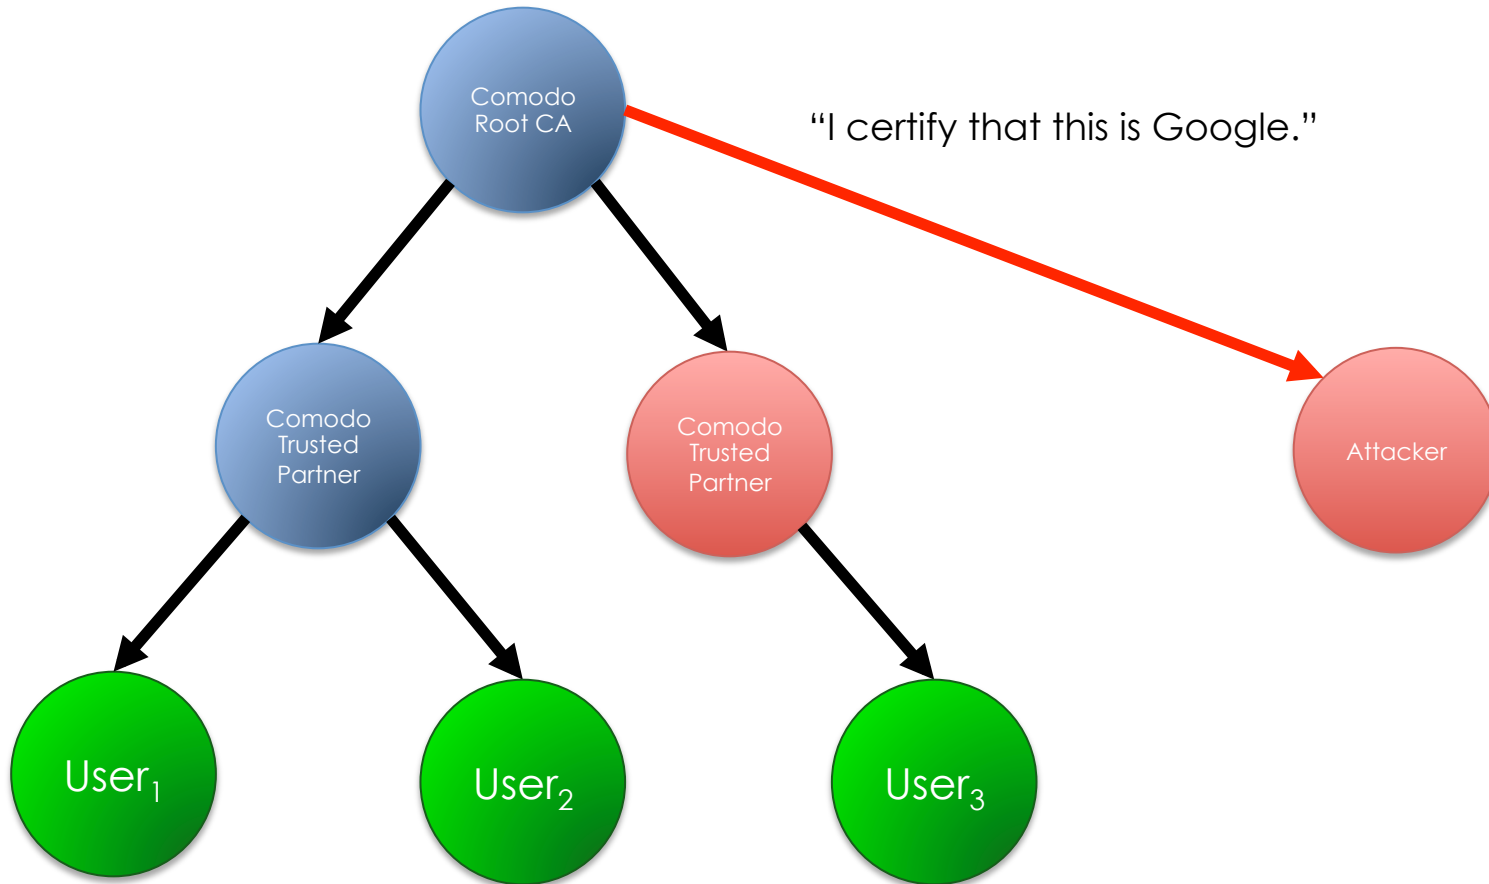 Comodo
Root CA
“I certify that this is Google.”
Comodo
Trusted
Partner
Comodo
Trusted
Partner
Attacker
User₁
User₂
User₃